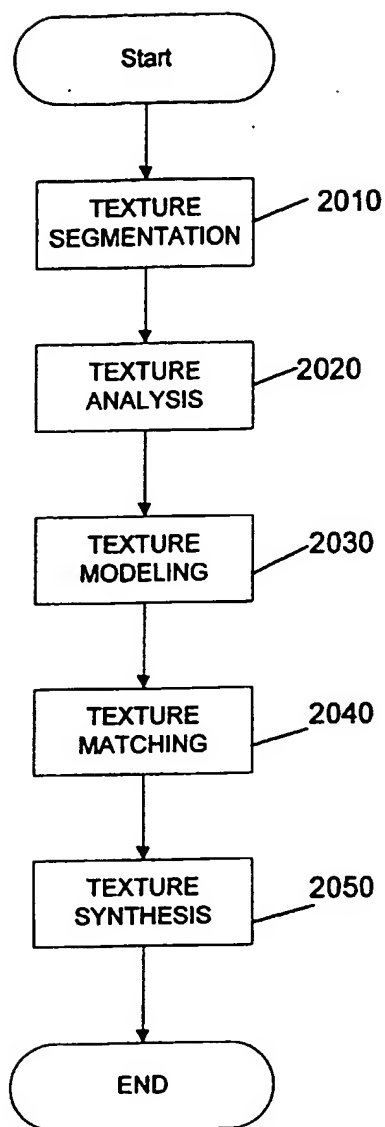 Start
TEXTURE
SEGMENTATION
2010
TEXTURE
ANALYSIS
2020
TEXTURE
MODELING
2030
TEXTURE
MATCHING
2040
TEXTURE
SYNTHESIS
2050
END